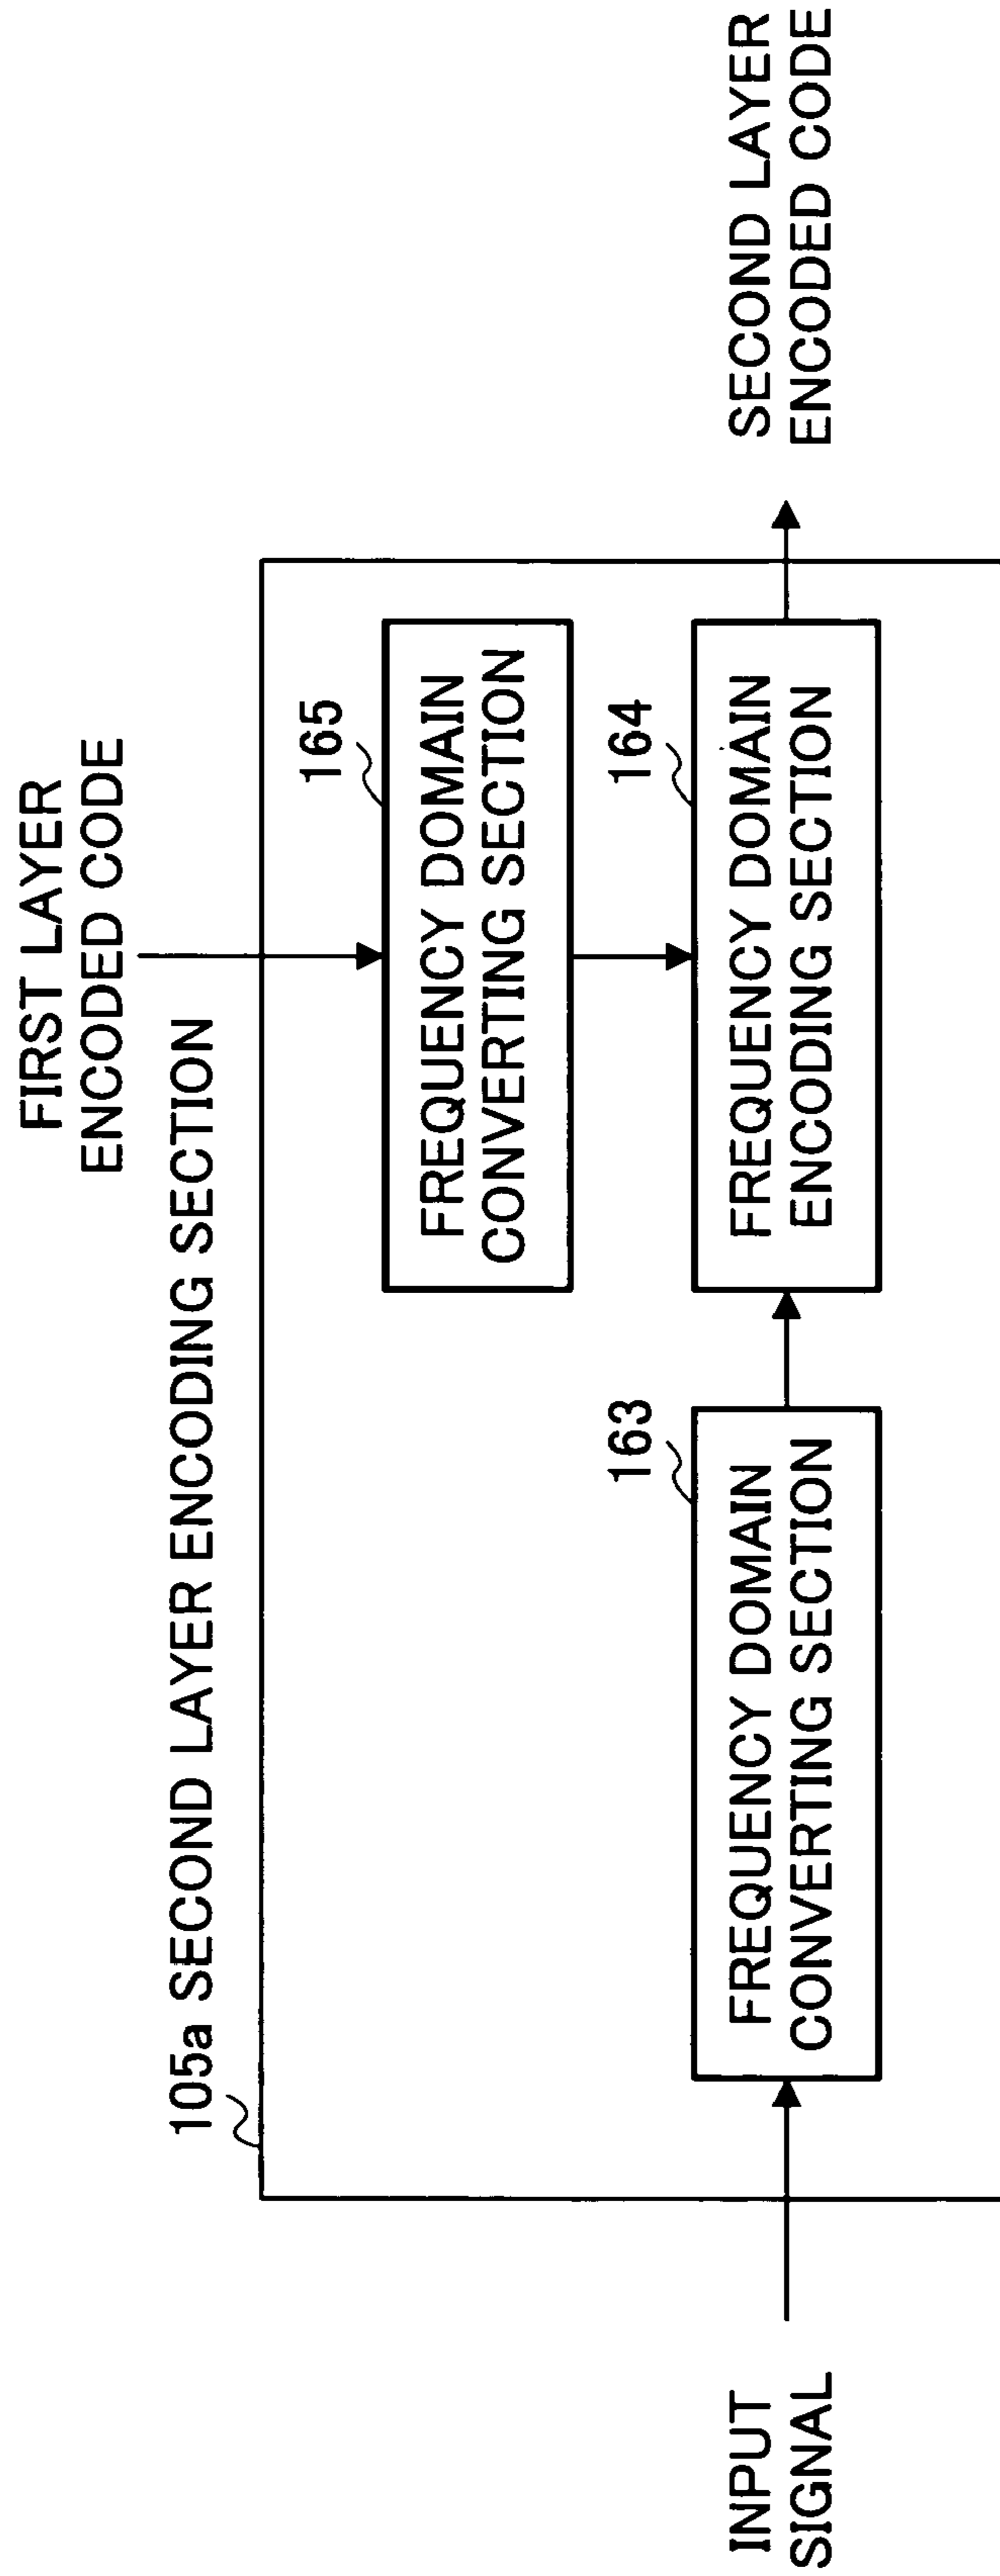 FIRST LAYER
ENCODED CODE
105a SECOND LAYER ENCODING SECTION
165
FREQUENCY DOMAIN
CONVERTING SECTION
INPUT
SIGNAL
163
FREQUENCY DOMAIN
CONVERTING SECTION
164
FREQUENCY DOMAIN
ENCODING SECTION
SECOND LAYER
ENCODED CODE